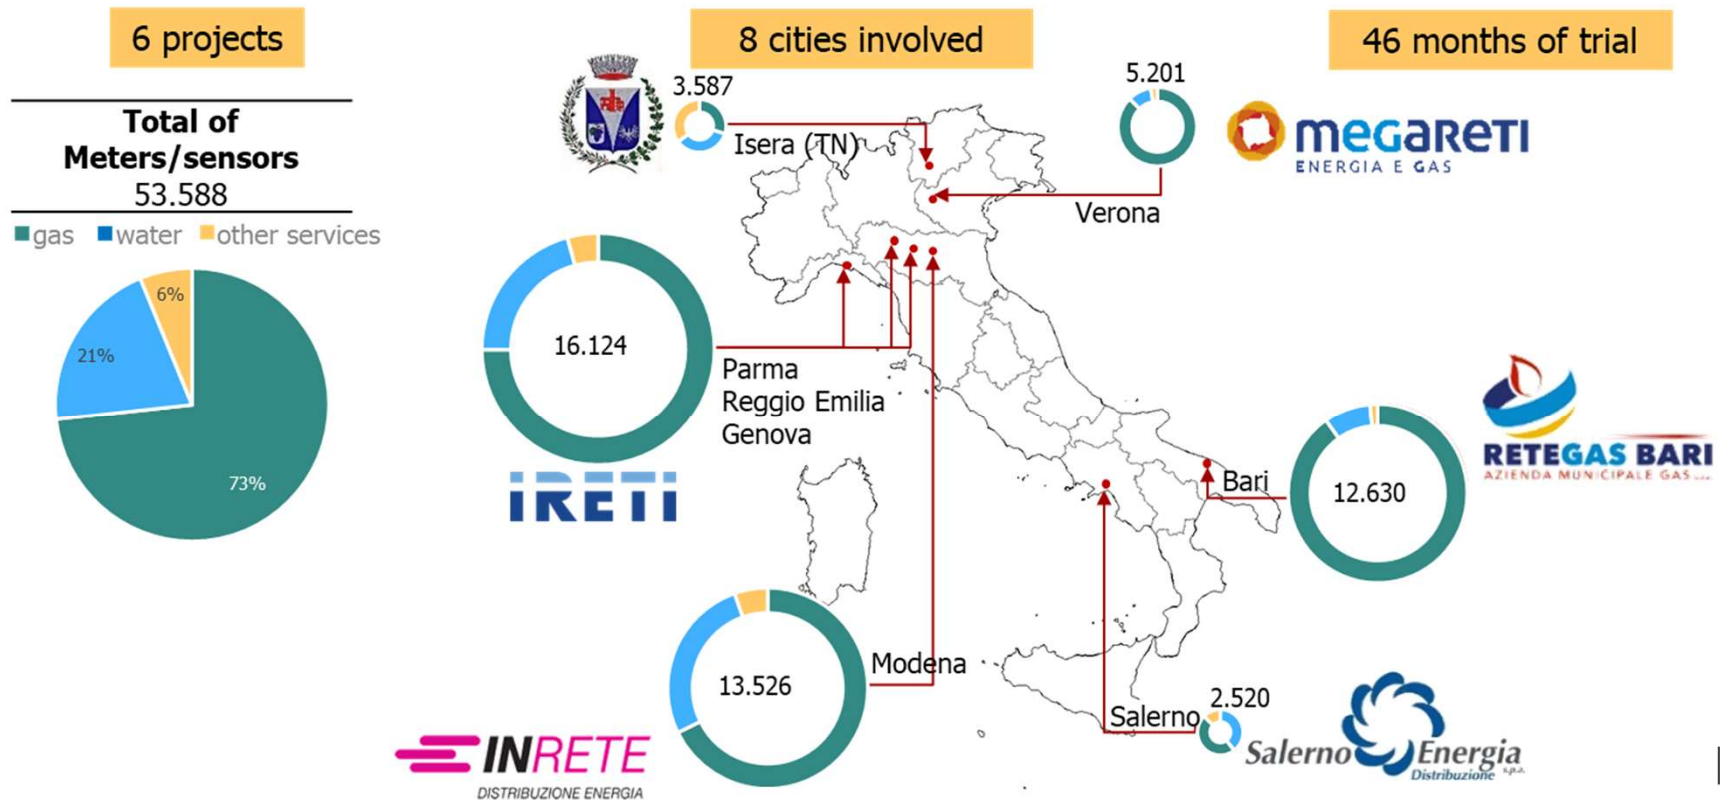 6 projects
8 cities involved
46 months of trial
Total of
Meters/sensors
53.588
gas water other services
6%
21%
73%
3.587
Isera (TN)
5.201
MEGARETI
ENERGIA E GAS
Verona
16.124
Parma
Reggio Emilia
Genova
IRETI
Bari
12.630
RETEGAS BARI
AZIENDA MUNICIPALE GAS
13.526
Modena
INRETE
DISTRIBUZIONE ENERGIA
2.520
Salerno
Salerno Energia
Distribuzione s.p.a.